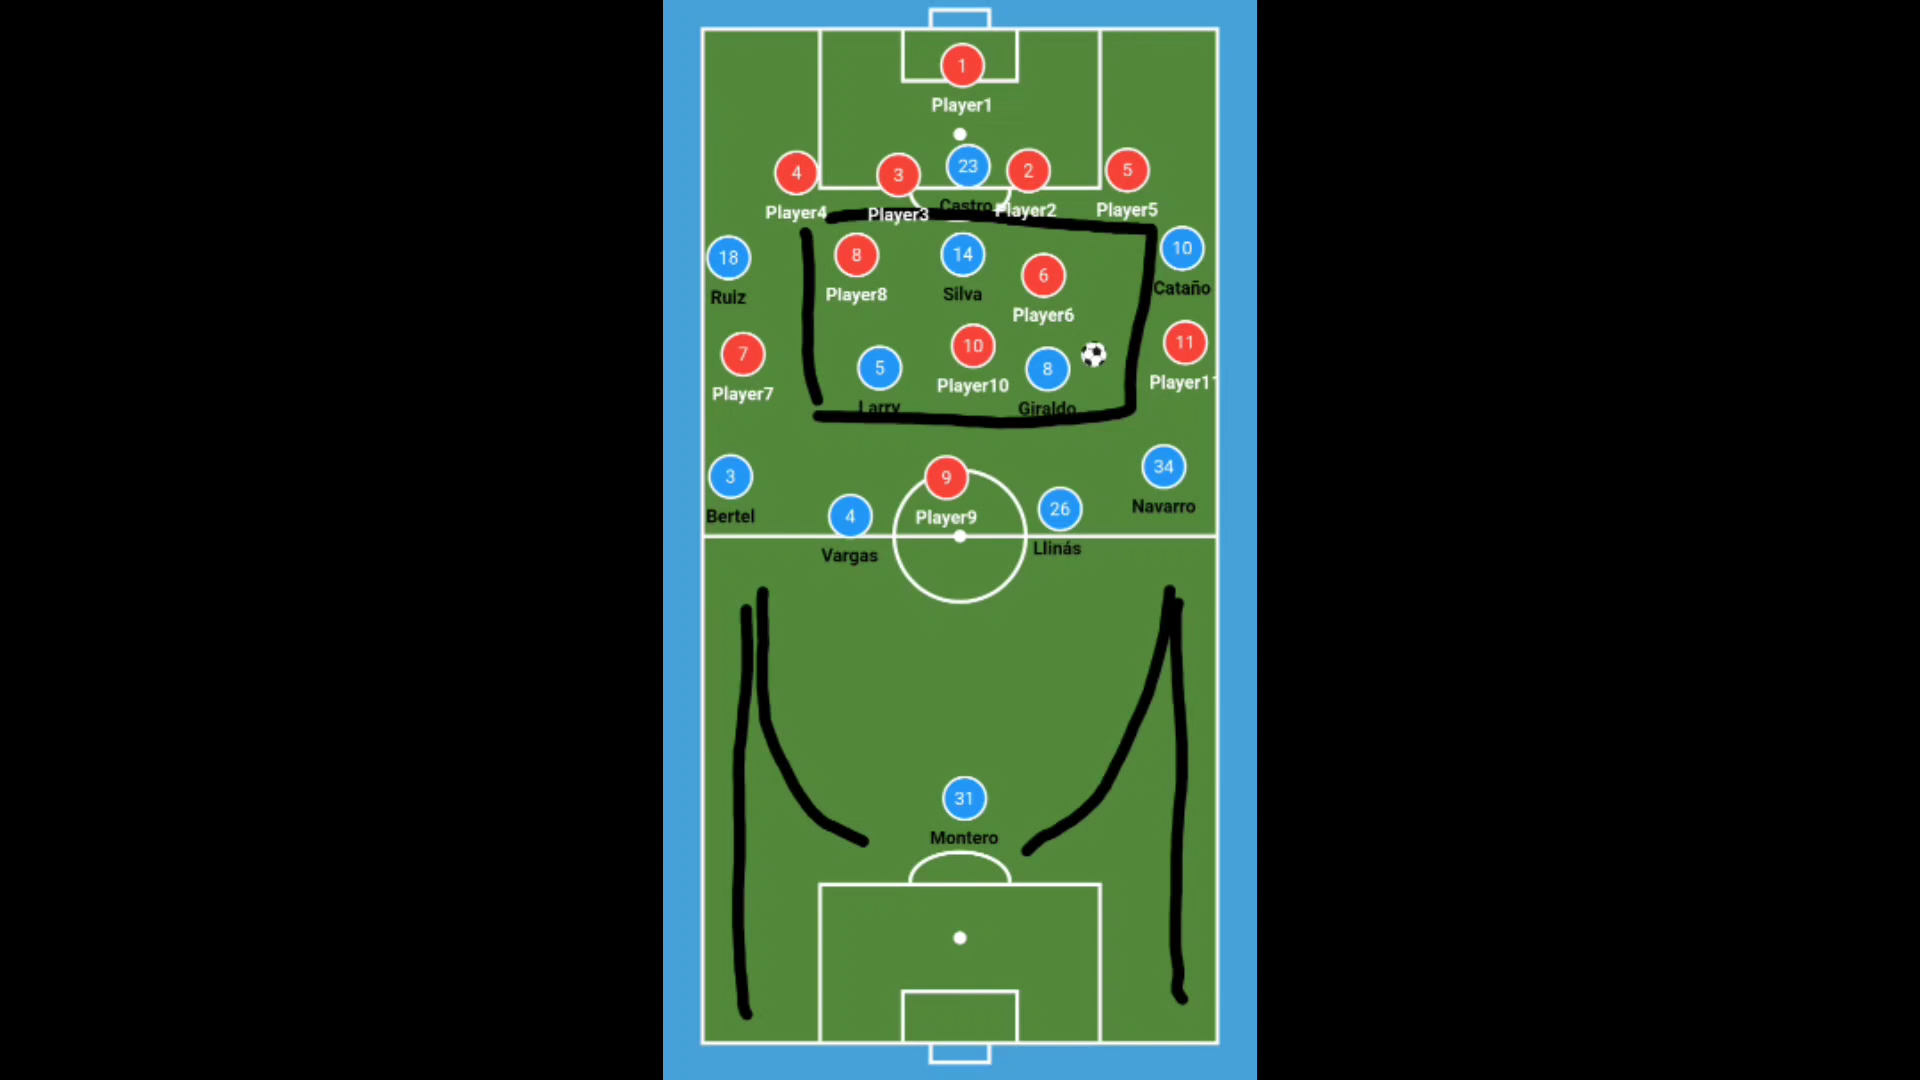 1
Player1
4
3
23
2
5
Player4
Player3
Castro
Player2
Player5
18
8
14
6
10
Ruiz
Player8
Silva
Player6
Cataño
7
5
10
8
11
Player7
Larry
Player10
Giraldo
Player11
3
4
9
26
34
Bertel
Vargas
Player9
Llinás
Navarro
31
Montero